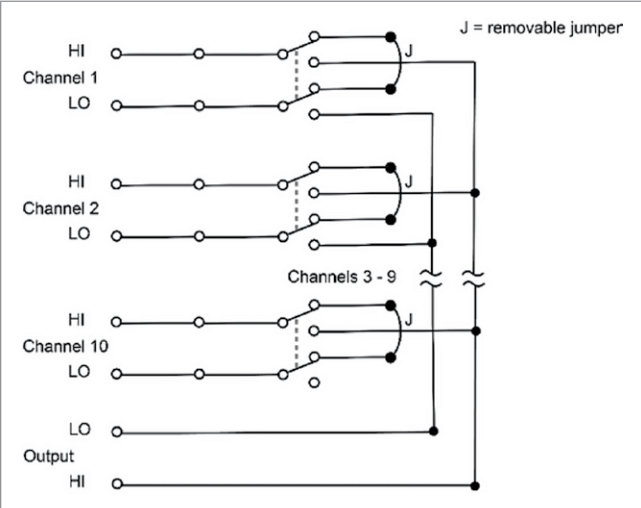 J = removable jumper
HI
J
Channel 1
LO
HI
J
Channel 2
LO
Channels 3 - 9
HI
J
Channel 10
LO
LO
Output
HI